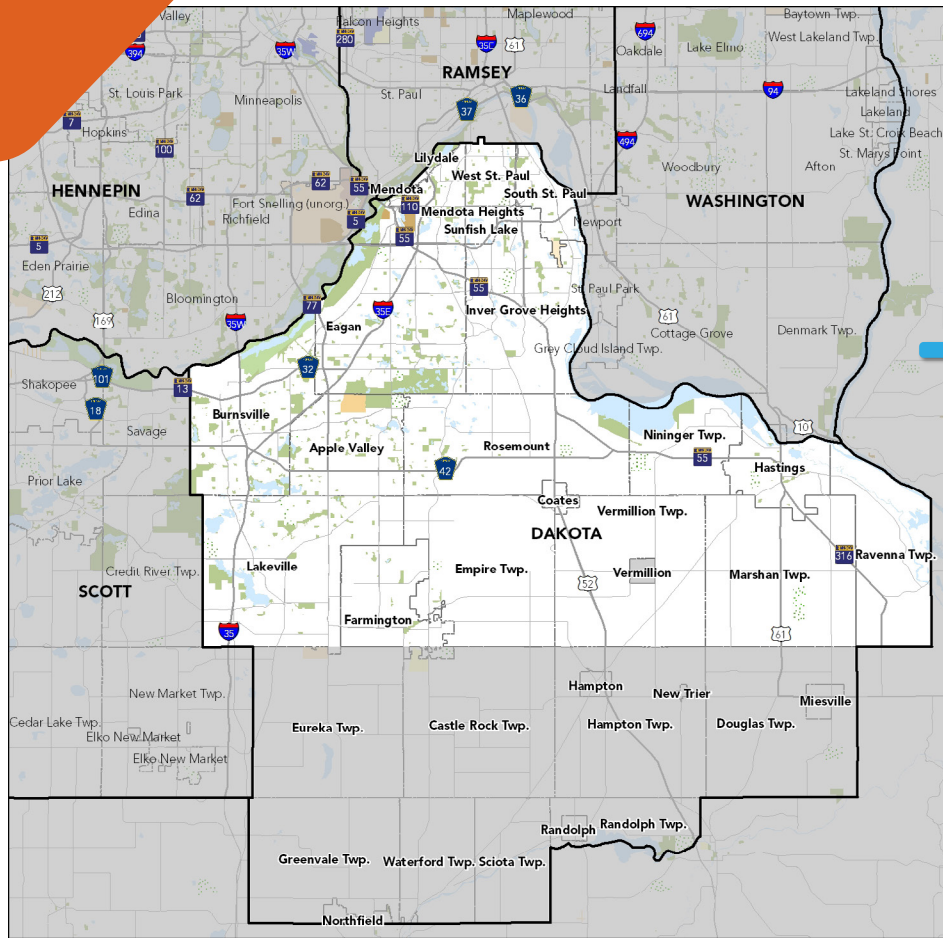 Valley
Falcon Heights
Maplewood
Baytown Twp.
394
35W
280
35E
61
694
Oakdale
Lake Elmo
West Lakeland Twp.
RAMSEY
St. Louis Park
Minneapolis
St. Paul
37
36
Landfall
94
Lakeland Shores
Lakeland
7
Hopkins
100
494
Lake St. Croix Beach
St. Marys Point
Lilydale
West St. Paul
Woodbury
Afton
HENNEPIN
62
62
55
Mendota
South St. Paul
WASHINGTON
Edina
Fort Snelling (unorg.)
110
Mendota Heights
Richfield
5
Newport
Sunfish Lake
5
55
Eden Prairie
212
Bloomington
77
55
St. Paul Park
169
35W
35E
Inver Grove Heights
61
Eagan
Cottage Grove
Denmark Twp.
Grey Cloud Island Twp.
Shakopee
101
13
32
18
Burnsville
Savage
10
Nininger Twp.
Apple Valley
Rosemount
55
Hastings
42
Prior Lake
Coates
Vermillion Twp.
DAKOTA
316
Ravenna Twp.
Credit River Twp.
Lakeville
Empire Twp.
Vermillion
Marshan Twp.
SCOTT
52
Farmington
35
61
New Market Twp.
Hampton
New Trier
Miesville
Cedar Lake Twp.
Eureka Twp.
Castle Rock Twp.
Hampton Twp.
Douglas Twp.
Elko New Market
Elko New Market
Randolph
Randolph Twp.
Greenvale Twp.
Waterford Twp.
Sciota Twp.
Northfield